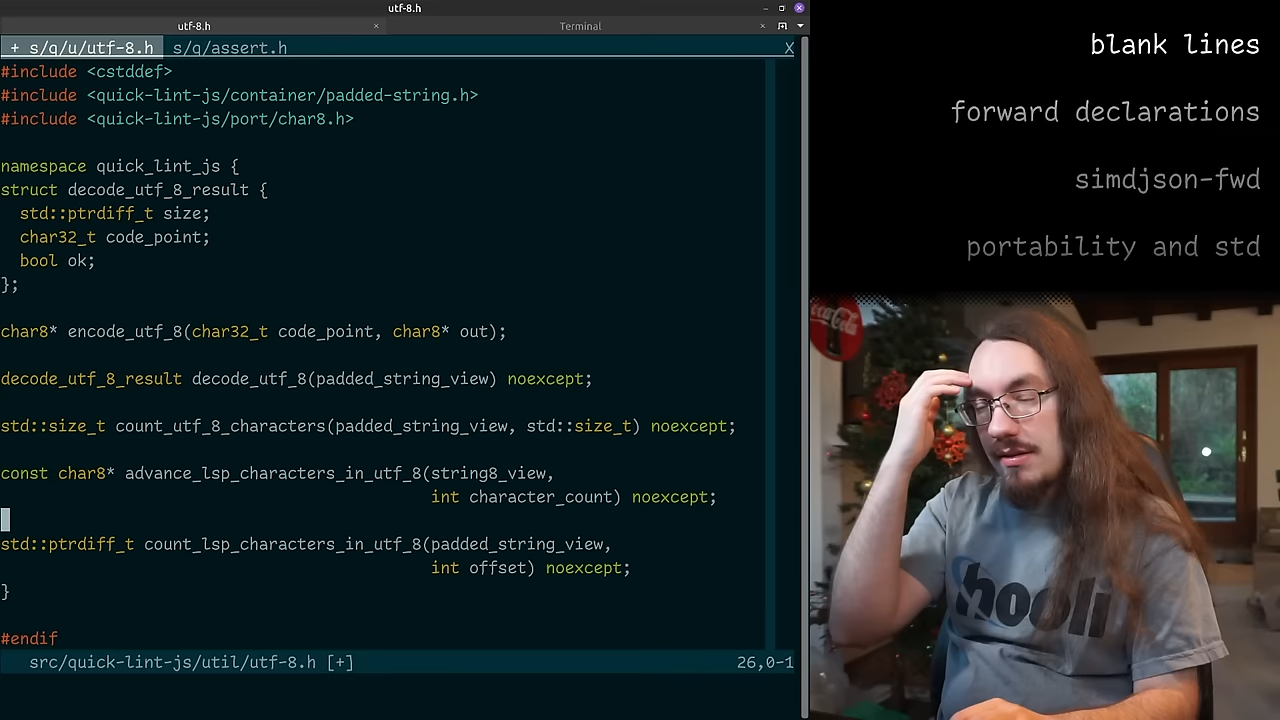 utf-8.h
utf-8.h × Terminal ×
+ s/q/u/utf-8.h s/q/assert.h X
#include <cstddef>
#include <quick-lint-js/container/padded-string.h>
#include <quick-lint-js/port/char8.h>
namespace quick_lint_js {
struct decode_utf_8_result {
  std::ptrdiff_t size;
  char32_t code_point;
  bool ok;
};
char8* encode_utf_8(char32_t code_point, char8* out);
decode_utf_8_result decode_utf_8(padded_string_view) noexcept;
std::size_t count_utf_8_characters(padded_string_view, std::size_t) noexcept;
const char8* advance_lsp_characters_in_utf_8(string8_view,
                                             int character_count) noexcept;
std::ptrdiff_t count_lsp_characters_in_utf_8(padded_string_view,
                                             int offset) noexcept;
}
#endif
src/quick-lint-js/util/utf-8.h [+] 26,0-1
blank lines
forward declarations
simdjson-fwd
portability and std
Coca-Cola
hooli